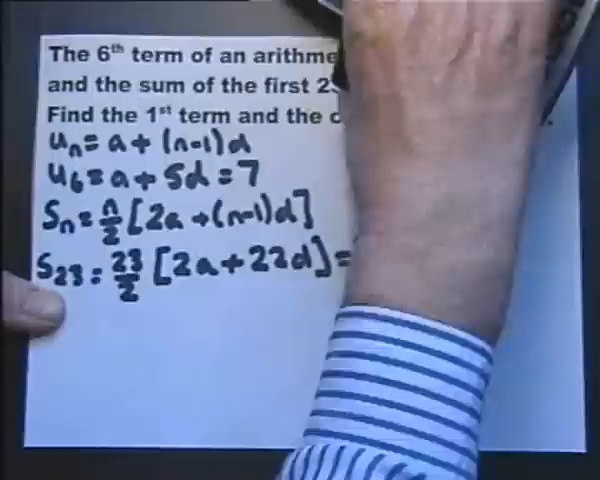 The 6th term of an arithme
and the sum of the first 2
Find the 1st term and the
uₙ = a + (n-1)d
u₆ = a + 5d = 7
Sₙ = n/2 [2a + (n-1)d]
S₂₃ = 23/2 [2a + 22d] =